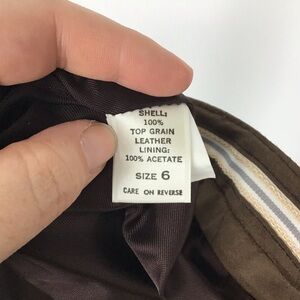 SHELL:
100%
TOP GRAIN
LEATHER
LINING:
100% ACETATE
SIZE 6
CARE ON REVERSE